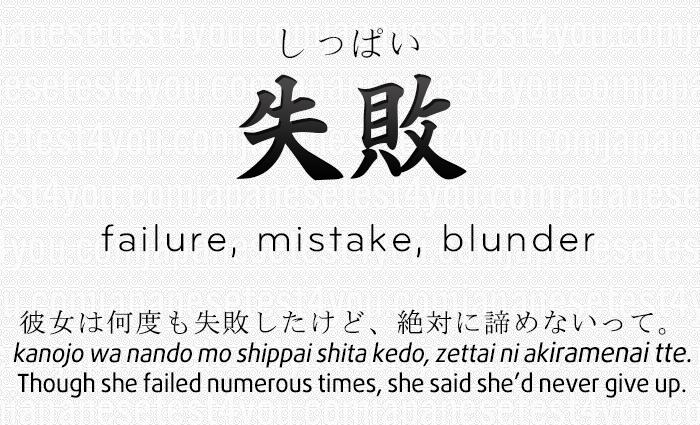 しっぱい
失敗
failure, mistake, blunder
彼女は何度も失敗したけど、絶対に諦めないって。
kanojo wa nando mo shippai shita kedo, zettai ni akiramenai tte.
Though she failed numerous times, she said she'd never give up.